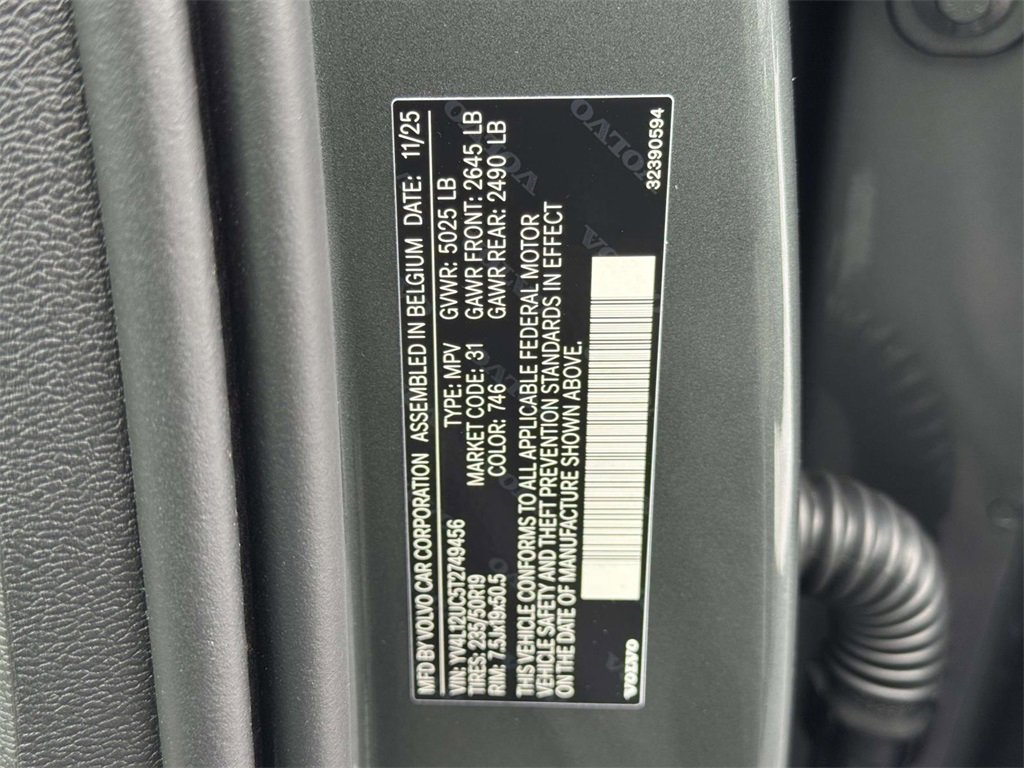 MFD BY VOLVO CAR CORPORATION ASSEMBLED IN BELGIUM DATE: 11/25
VIN: YV4L12UC5T2749456 TYPE: MPV GVWR: 5025 LB
TIRES: 235/50R19 MARKET CODE: 31 GAWR FRONT: 2645 LB
RIM: 7.5Jx19x50.5 COLOR: 746 GAWR REAR: 2490 LB
THIS VEHICLE CONFORMS TO ALL APPLICABLE FEDERAL MOTOR
VEHICLE SAFETY AND THEFT PREVENTION STANDARDS IN EFFECT
ON THE DATE OF MANUFACTURE SHOWN ABOVE.
VOLVO 32390594